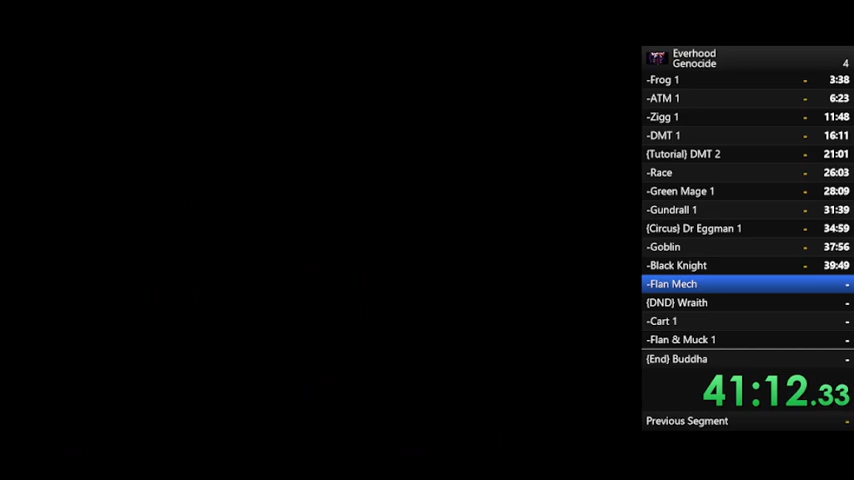 Everhood
Genocide 4
-Frog 1 - 3:38
-ATM 1 - 6:23
-Zigg 1 - 11:48
-DMT 1 - 16:11
{Tutorial} DMT 2 - 21:01
-Race - 26:03
-Green Mage 1 - 28:09
-Gundrall 1 - 31:39
{Circus} Dr Eggman 1 - 34:59
-Goblin - 37:56
-Black Knight - 39:49
-Flan Mech -
{DND} Wraith -
-Cart 1 -
-Flan & Muck 1 -
{End} Buddha -
41:12.33
Previous Segment -